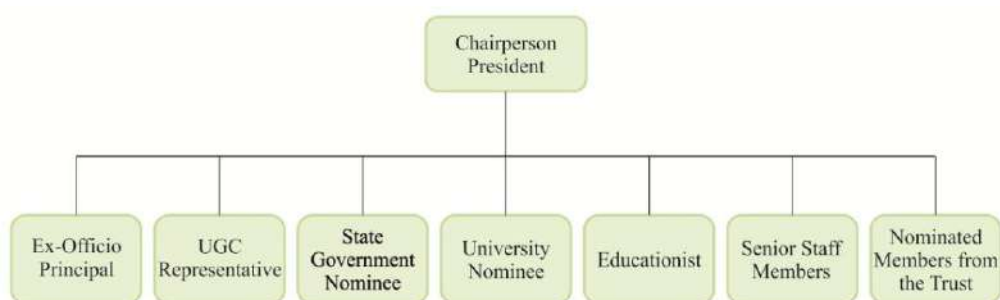 Chairperson
President
Ex-Officio
Principal
UGC
Representative
State
Government
Nominee
University
Nominee
Educationist
Senior Staff
Members
Nominated
Members from
the Trust